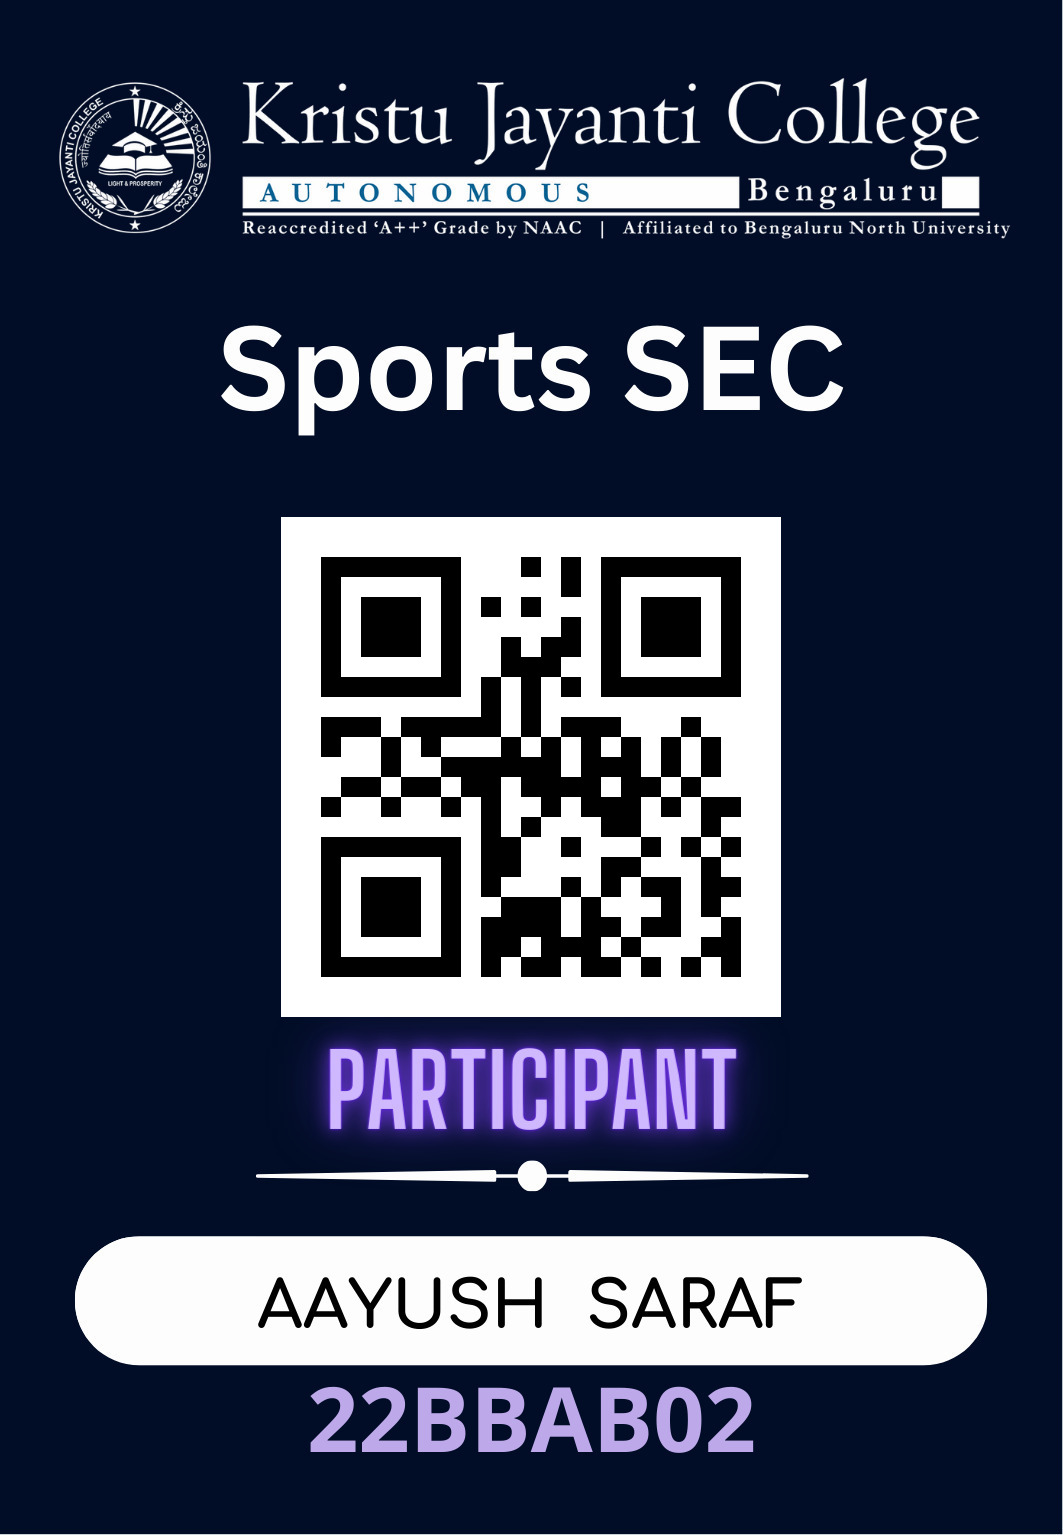 KRISTU JAYANTI COLLEGE
ಕ್ರಿಸ್ತು ಜಯಂತಿ ಕಾಲೇಜು
LIGHT & PROSPERITY
Kristu Jayanti College
AUTONOMOUS Bengaluru
Reaccredited ‘A++’ Grade by NAAC | Affiliated to Bengaluru North University
Sports SEC
PARTICIPANT
AAYUSH SARAF
22BBAB02